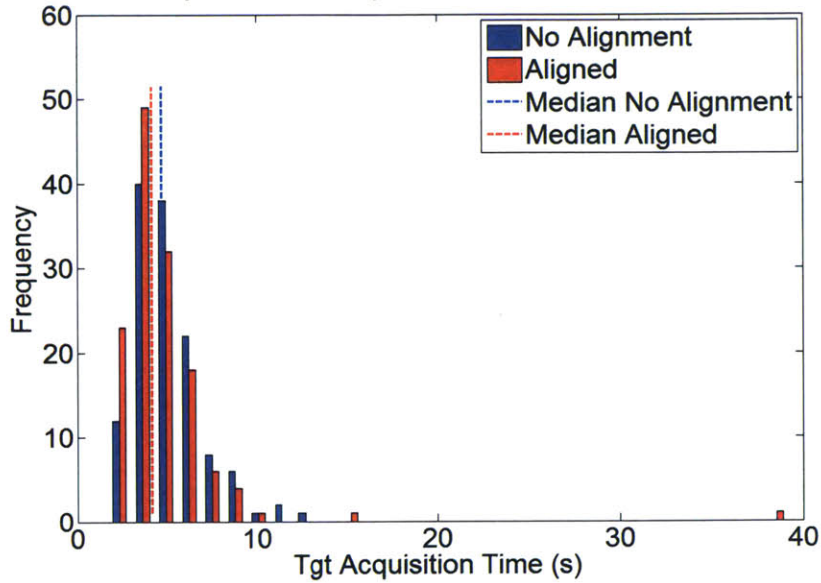 60
50
40
30
20
10
0
Frequency
No Alignment
Aligned
Median No Alignment
Median Aligned
0 10 20 30 40
Tgt Acquisition Time (s)